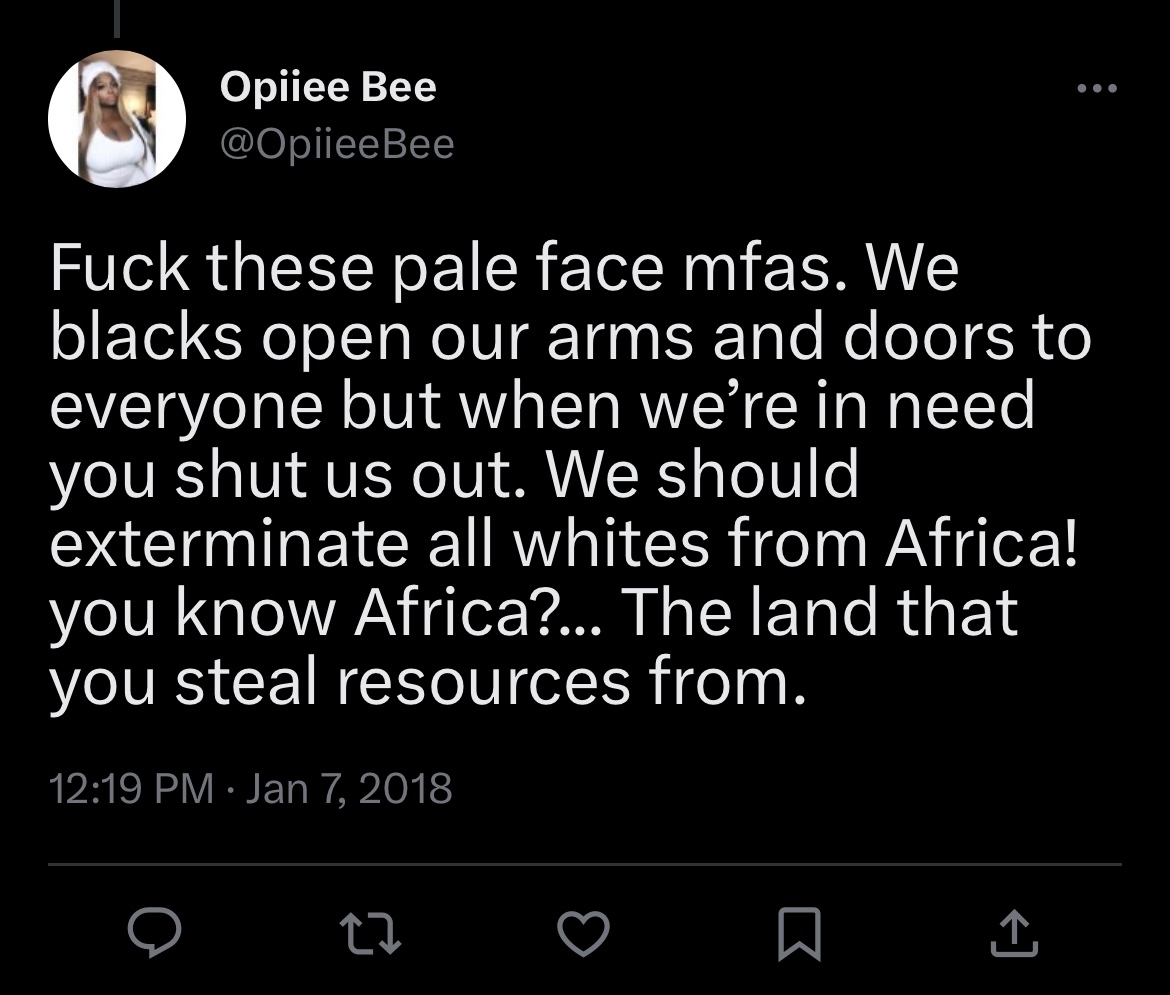 Opiiee Bee
@OpiieeBee
Fuck these pale face mfas. We
blacks open our arms and doors to
everyone but when we’re in need
you shut us out. We should
exterminate all whites from Africa!
you know Africa?... The land that
you steal resources from.
12:19 PM · Jan 7, 2018